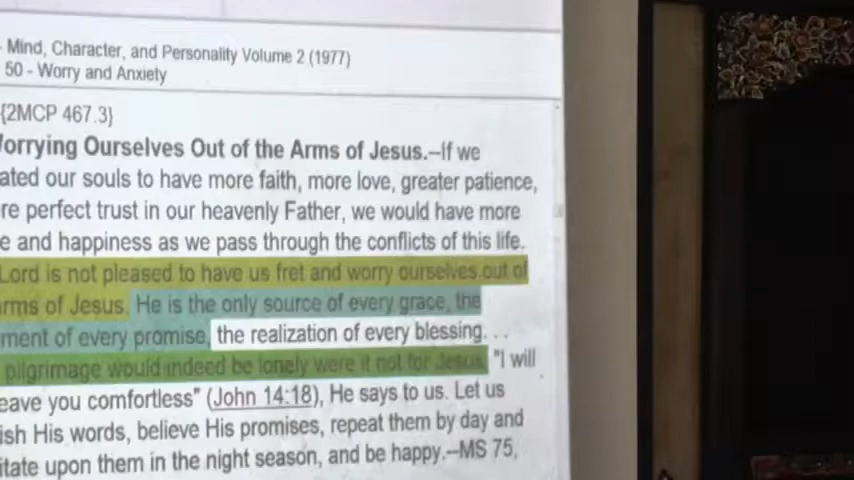 - Mind, Character, and Personality Volume 2 (1977)
50 - Worry and Anxiety
{2MCP 467.3}
orrying Ourselves Out of the Arms of Jesus.–If we
ated our souls to have more faith, more love, greater patience,
re perfect trust in our heavenly Father, we would have more
e and happiness as we pass through the conflicts of this life.
Lord is not pleased to have us fret and worry ourselves out of
rms of Jesus. He is the only source of every grace, the
ment of every promise, the realization of every blessing. . .
pilgrimage would indeed be lonely were it not for Jesus. "I will
eave you comfortless" (John 14:18), He says to us. Let us
ish His words, believe His promises, repeat them by day and
itate upon them in the night season, and be happy.–MS 75,